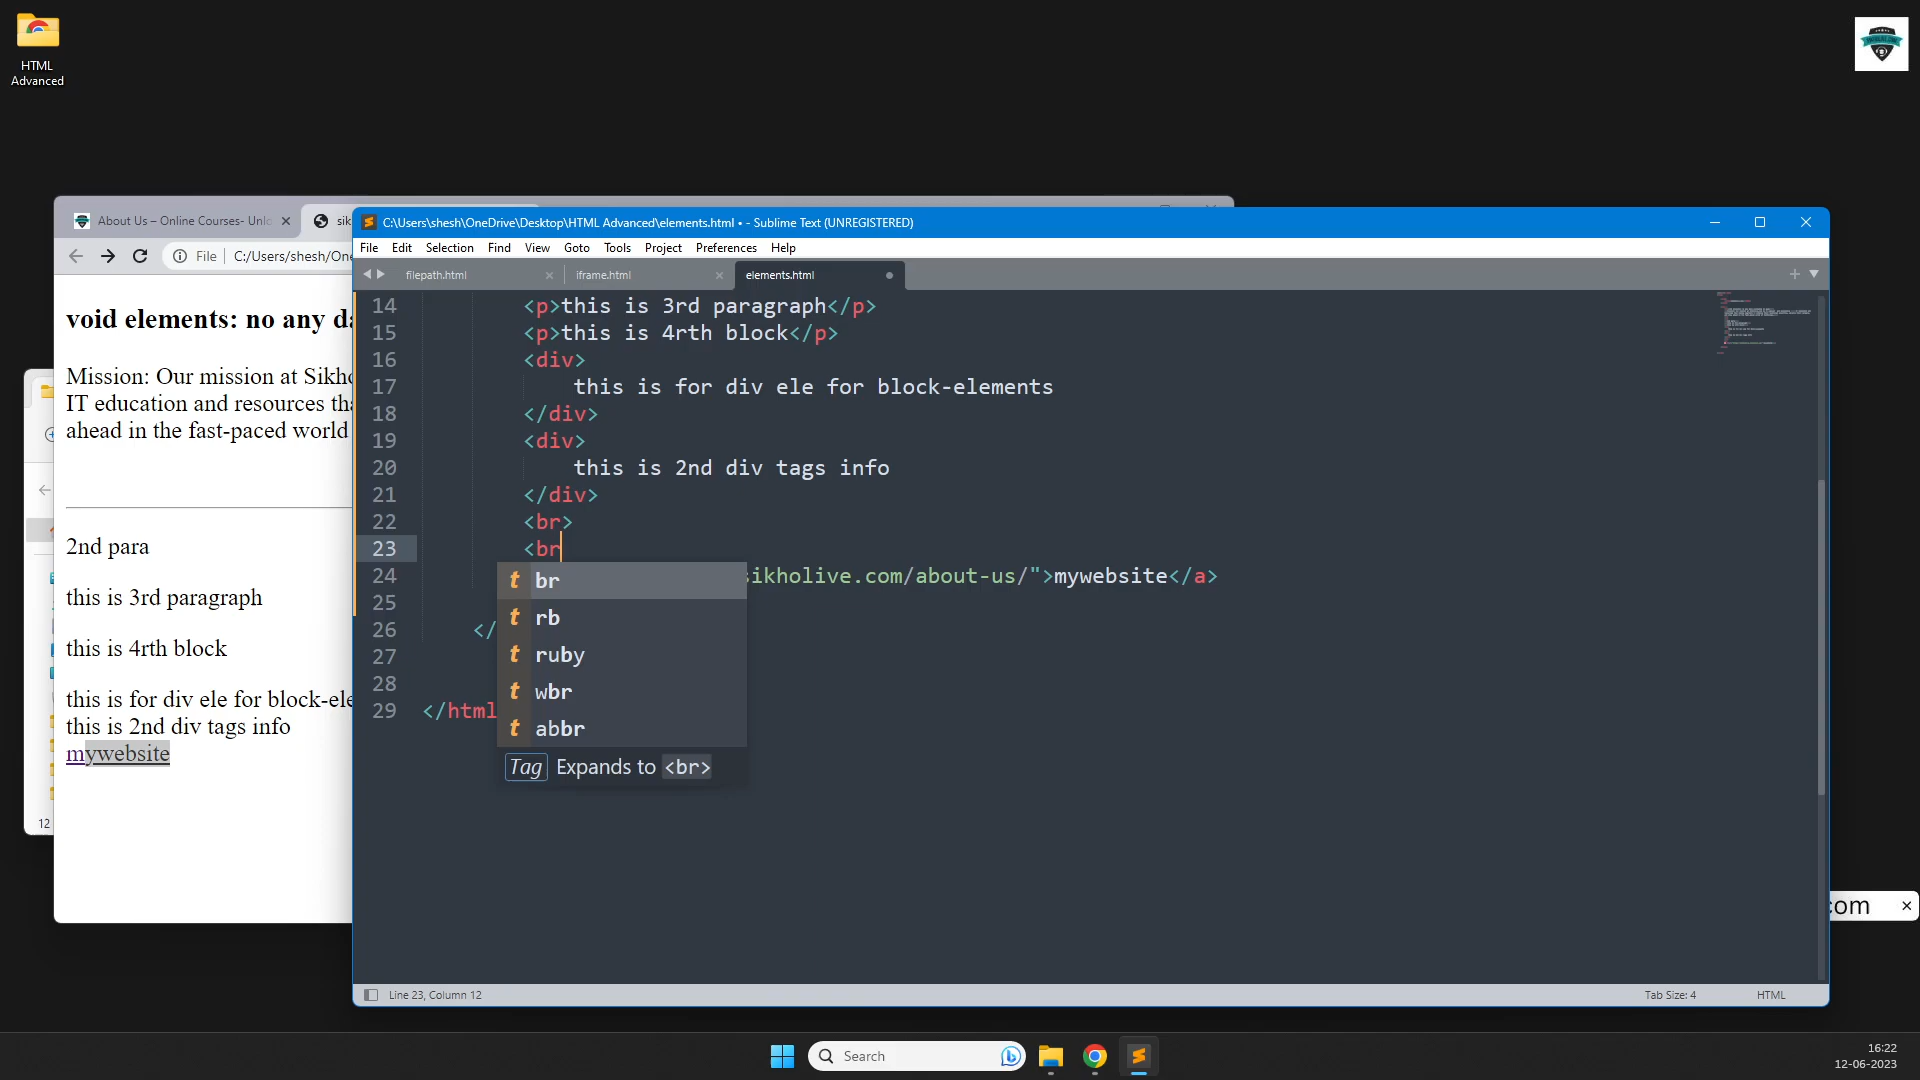 HTML
Advanced
About Us – Online Courses- Unlo
sik
File
C:/Users/shesh/One
void elements: no any da
Mission: Our mission at Sikho
IT education and resources tha
ahead in the fast-paced world
2nd para
this is 3rd paragraph
this is 4rth block
this is for div ele for block-ele
this is 2nd div tags info
mywebsite
12
C:\Users\shesh\OneDrive\Desktop\HTML Advanced\elements.html • - Sublime Text (UNREGISTERED)
File Edit Selection Find View Goto Tools Project Preferences Help
filepath.html
iframe.html
elements.html
14 <p>this is 3rd paragraph</p>
15 <p>this is 4rth block</p>
16 <div>
17 this is for div ele for block-elements
18 </div>
19 <div>
20 this is 2nd div tags info
21 </div>
22 <br>
23 <br
24 sikholive.com/about-us/">mywebsite</a>
25
26 </
27
28
29 </html
t br
t rb
t ruby
t wbr
t abbr
Tag Expands to <br>
Line 23, Column 12
Tab Size: 4
HTML
com
Search
16:22
12-06-2023